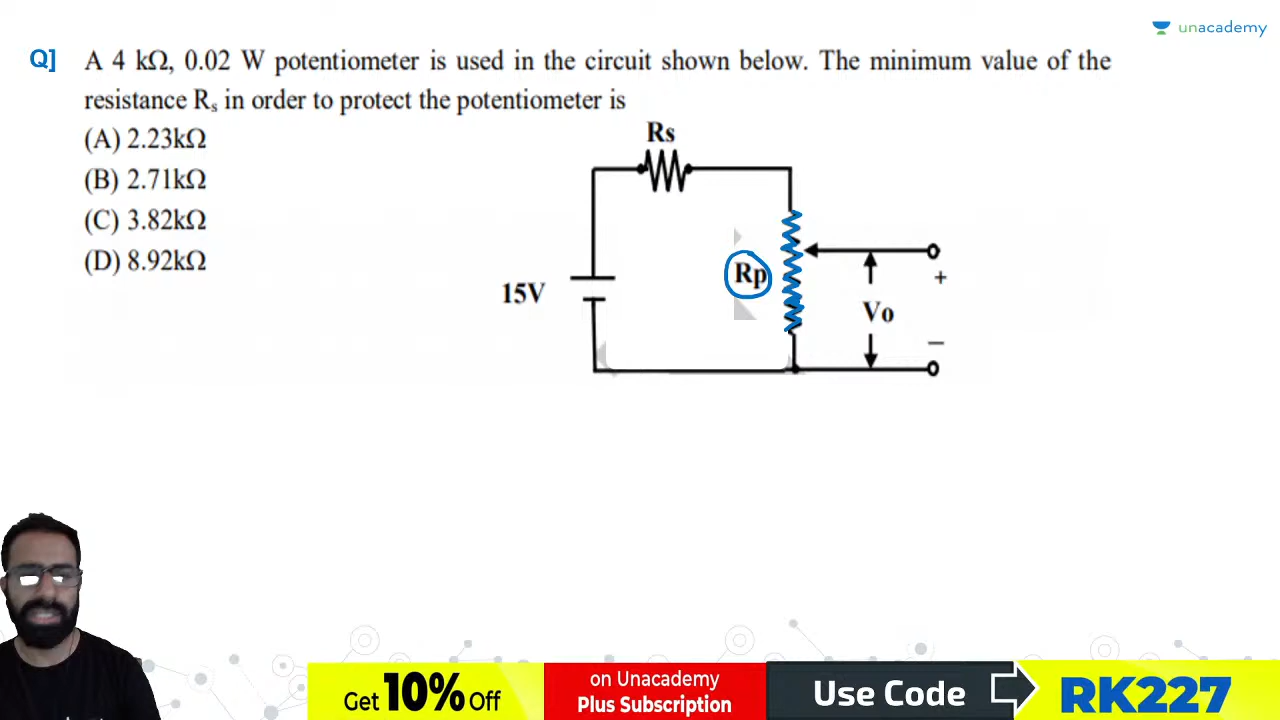 unacademy
Q] A 4 kΩ, 0.02 W potentiometer is used in the circuit shown below. The minimum value of the
resistance Rs in order to protect the potentiometer is
(A) 2.23kΩ
(B) 2.71kΩ
(C) 3.82kΩ
(D) 8.92kΩ
Rs
15V
Rp
+
Vo
−
Get 10% Off
on Unacademy
Plus Subscription
Use Code
RK227